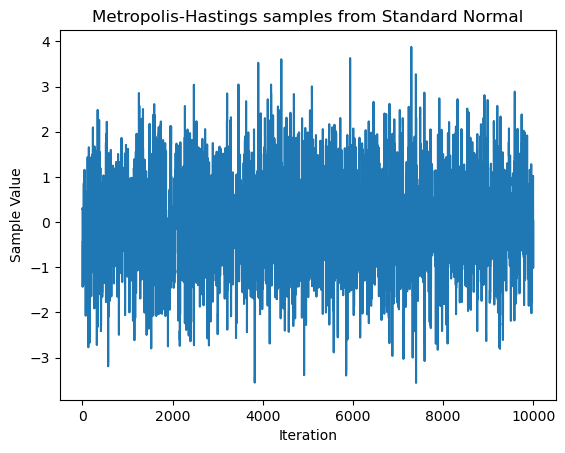 Metropolis-Hastings samples from Standard Normal
4
3
2
1
0
−1
−2
−3
Sample Value
0 2000 4000 6000 8000 10000
Iteration